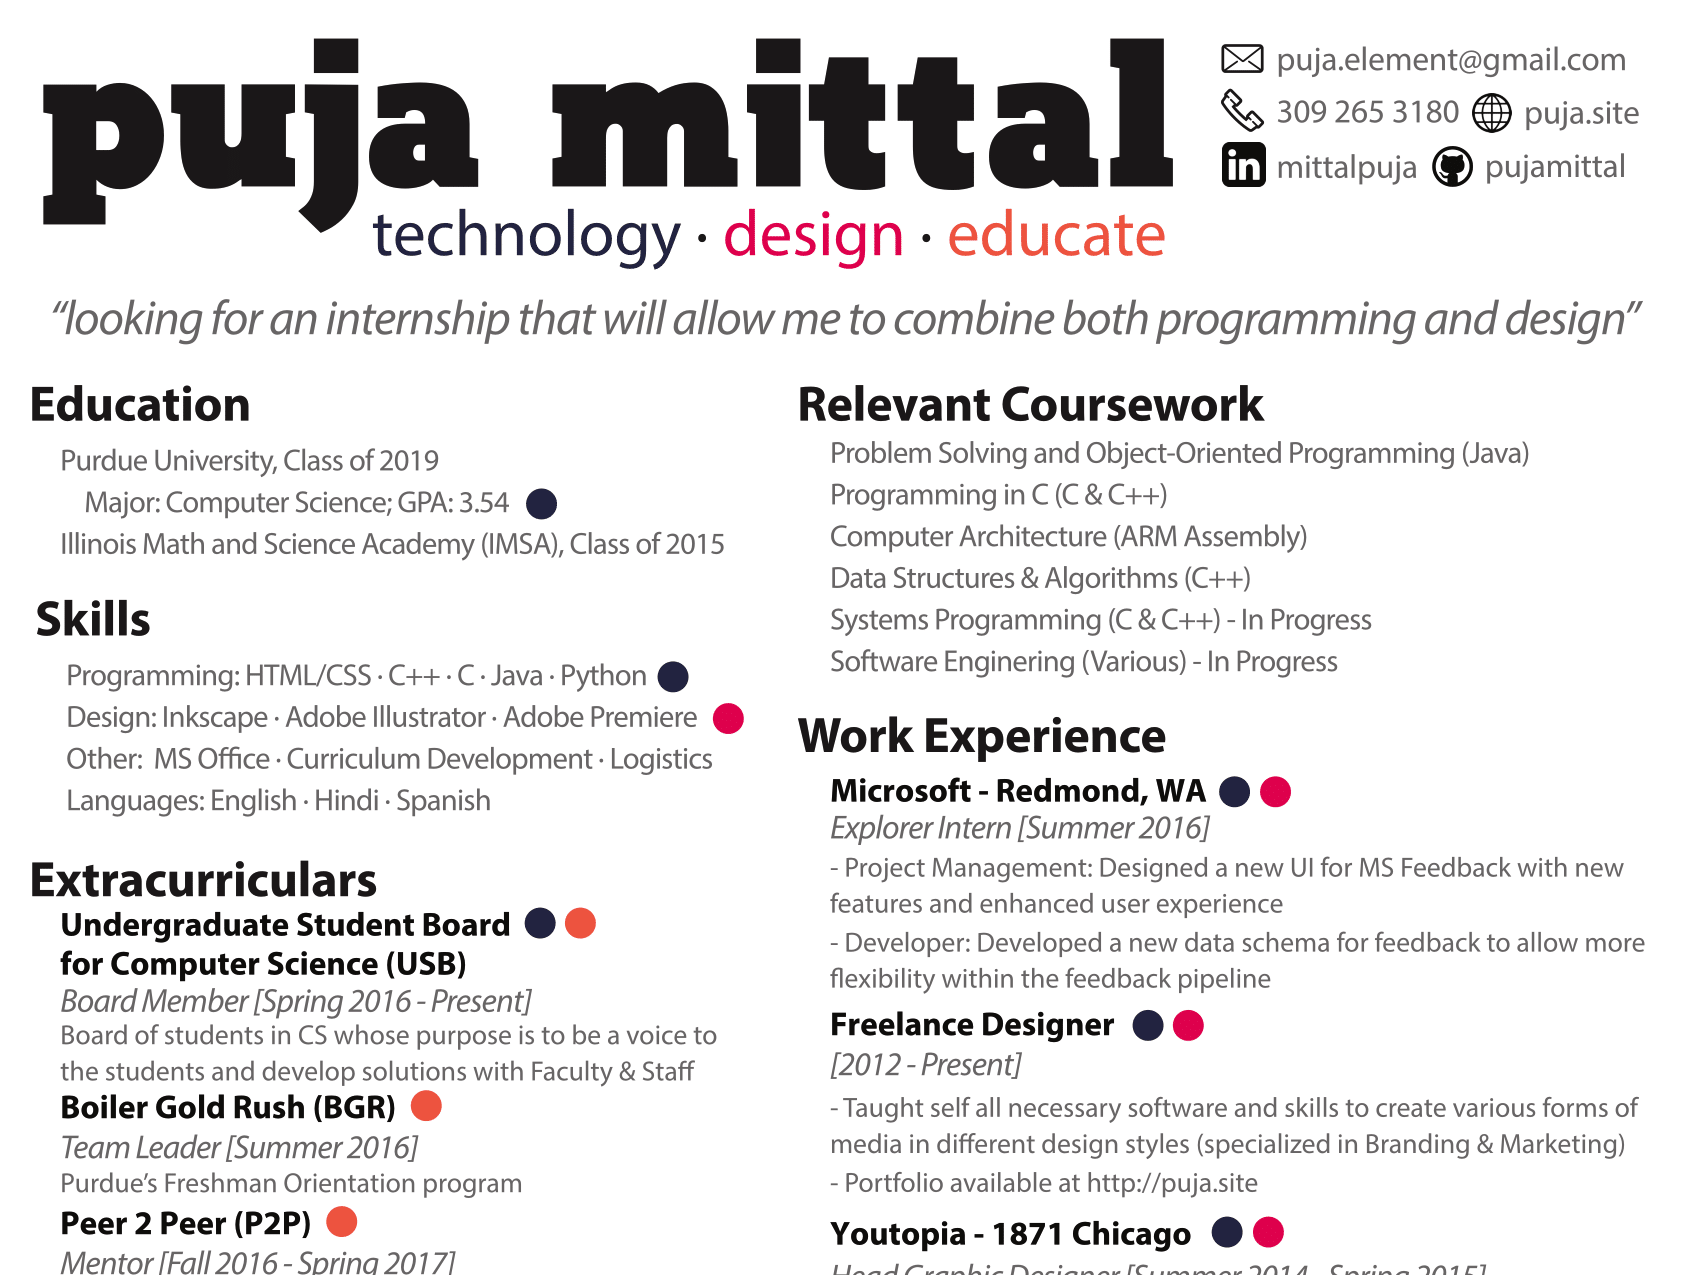 puja mittal
technology · design · educate
puja.element@gmail.com
309 265 3180 puja.site
in mittalpuja pujamittal
“looking for an internship that will allow me to combine both programming and design”
Education
Purdue University, Class of 2019
Major: Computer Science; GPA: 3.54
Illinois Math and Science Academy (IMSA), Class of 2015
Skills
Programming: HTML/CSS · C++ · C · Java · Python
Design: Inkscape · Adobe Illustrator · Adobe Premiere
Other:  MS Office · Curriculum Development · Logistics
Languages: English · Hindi · Spanish
Extracurriculars
Undergraduate Student Board
for Computer Science (USB)
Board Member [Spring 2016 - Present]
Board of students in CS whose purpose is to be a voice to
the students and develop solutions with Faculty & Staff
Boiler Gold Rush (BGR)
Team Leader [Summer 2016]
Purdue’s Freshman Orientation program
Peer 2 Peer (P2P)
Mentor [Fall 2016 - Spring 2017]
Relevant Coursework
Problem Solving and Object-Oriented Programming (Java)
Programming in C (C & C++)
Computer Architecture (ARM Assembly)
Data Structures & Algorithms (C++)
Systems Programming (C & C++) - In Progress
Software Enginering (Various) - In Progress
Work Experience
Microsoft - Redmond, WA
Explorer Intern [Summer 2016]
- Project Management: Designed a new UI for MS Feedback with new
features and enhanced user experience
- Developer: Developed a new data schema for feedback to allow more
flexibility within the feedback pipeline
Freelance Designer
[2012 - Present]
- Taught self all necessary software and skills to create various forms of
media in different design styles (specialized in Branding & Marketing)
- Portfolio available at http://puja.site
Youtopia - 1871 Chicago
Head Graphic Designer [Summer 2014 - Spring 2015]